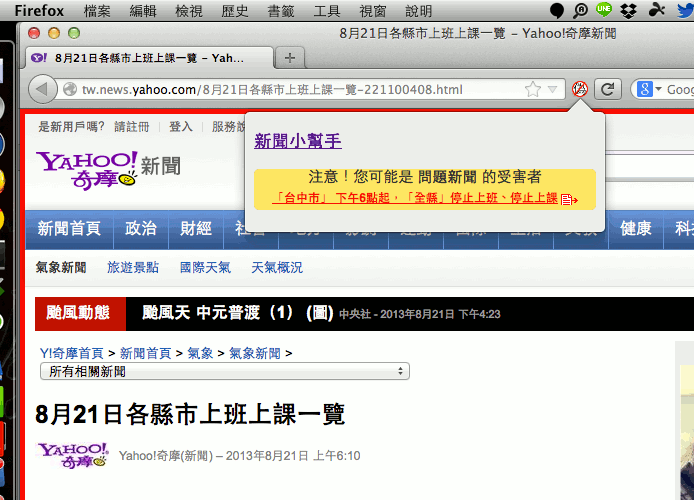 Firefox 檔案 編輯 檢視 歷史 書籤 工具 視窗 說明
8月21日各縣市上班上課一覽 – Yahoo!奇摩新聞
Y! 8月21日各縣市上班上課一覽 – Yah...
tw.news.yahoo.com/8月21日各縣市上班上課一覽-221100408.html
Goog
是新用戶嗎? 請註冊 登入 服務說
新聞小幫手
YAHOO! 奇摩 新聞
注意！您可能是 問題新聞 的受害者
「台中市」 下午6點起，「全縣」停止上班、停止上課
新聞首頁 政治 財經 健康 科
氣象新聞 旅遊景點 國際天氣 天氣概況
颱風動態 颱風天 中元普渡（1） (圖) 中央社 - 2013年8月21日 下午4:23
Y!奇摩首頁 > 新聞首頁 > 氣象 > 氣象新聞 >
所有相關新聞
8月21日各縣市上班上課一覽
YAHOO! 奇摩 Yahoo!奇摩(新聞) – 2013年8月21日 上午6:10